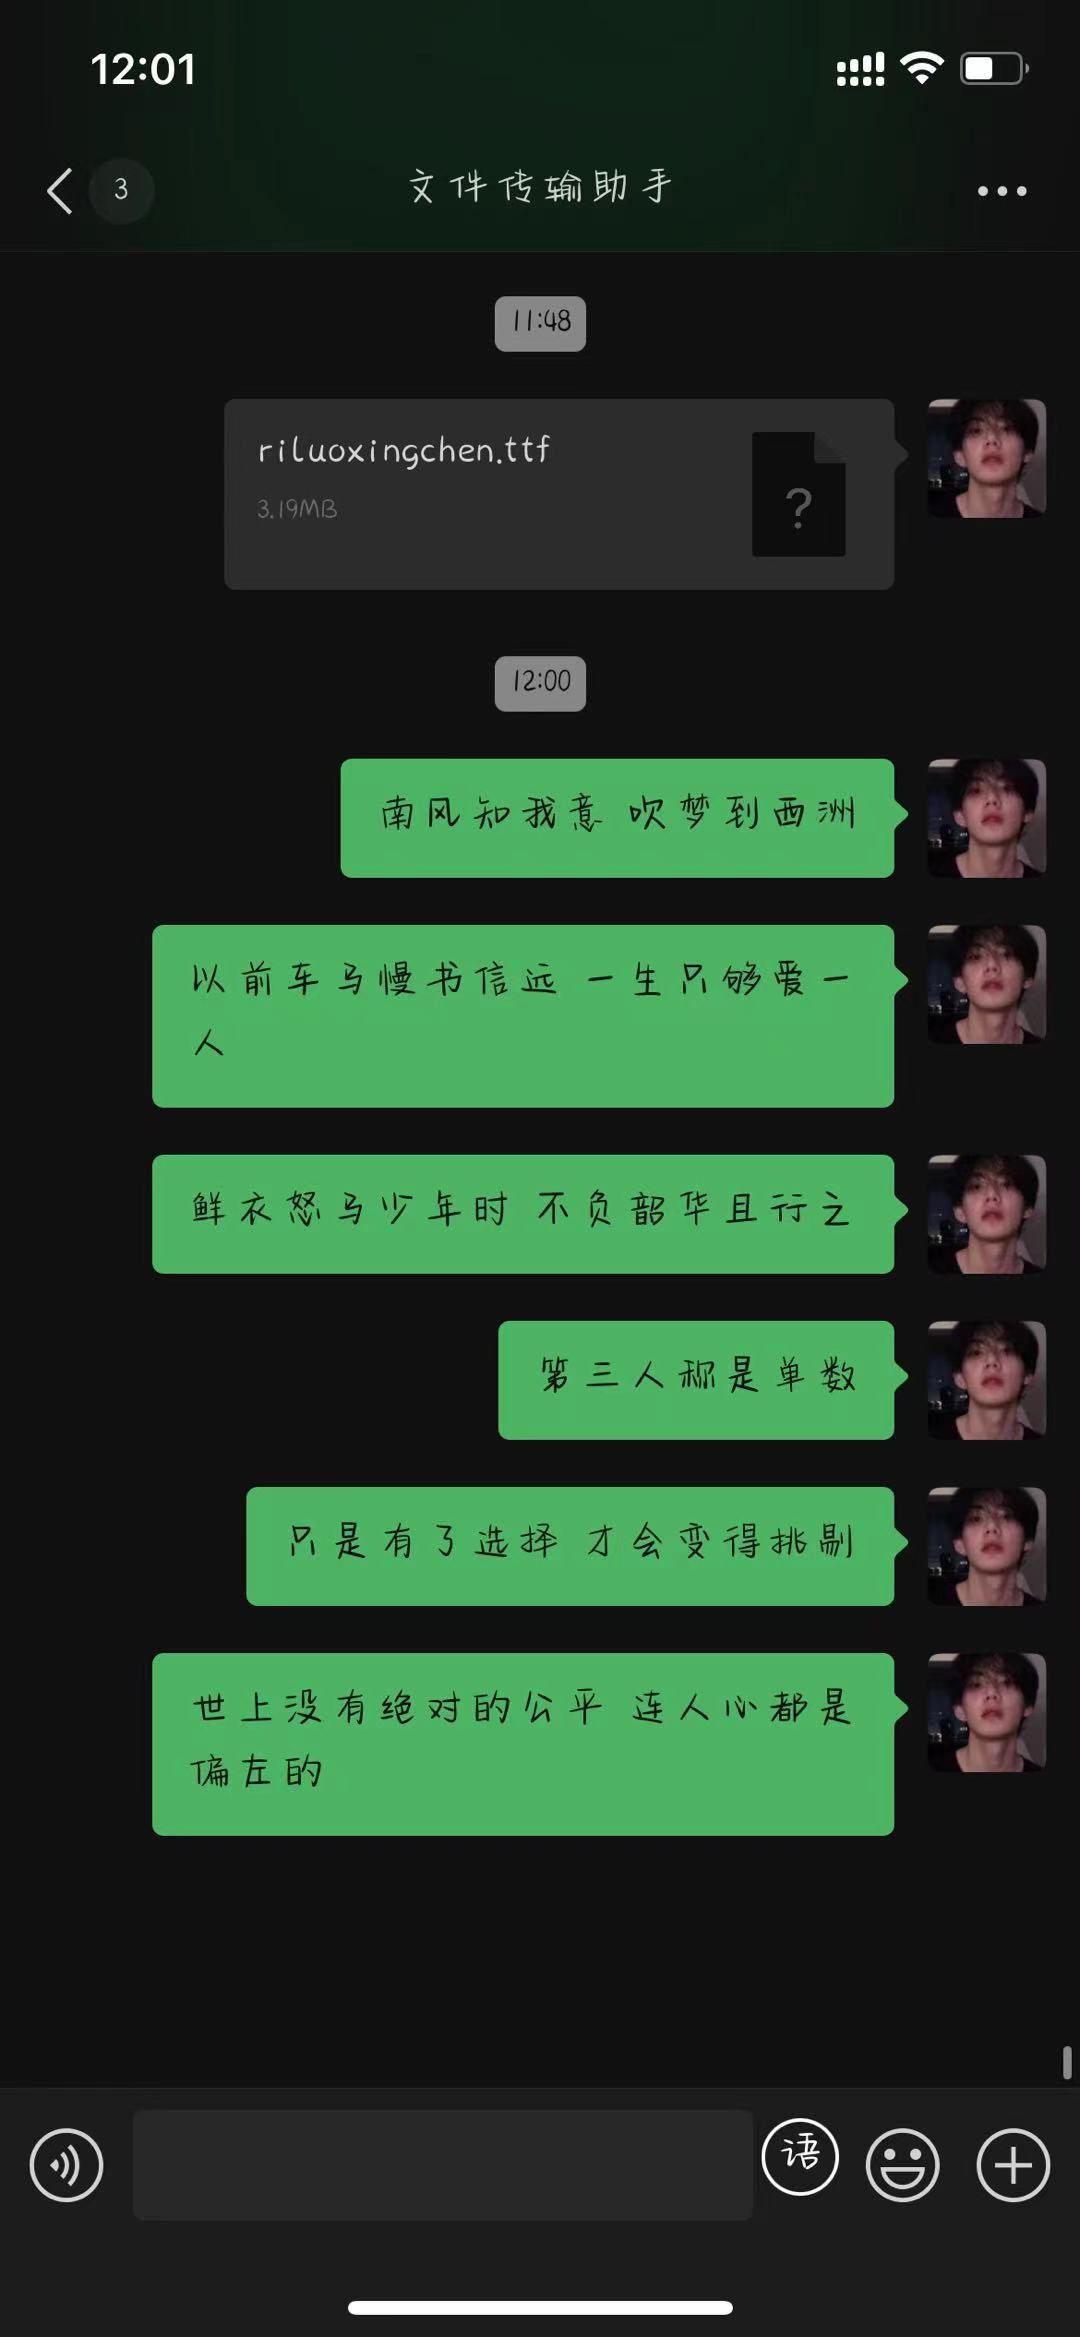 12:01
3
文件传输助手
11:48
riluoxingchen.ttf
3.19MB
?
12:00
南风知我意 吹梦到西洲
以前车马慢书信远 一生只够爱一
人
鲜衣怒马少年时 不负韶华且行之
第三人称是单数
只是有了选择 才会变得挑剔
世上没有绝对的公平 连人心都是
偏左的
语